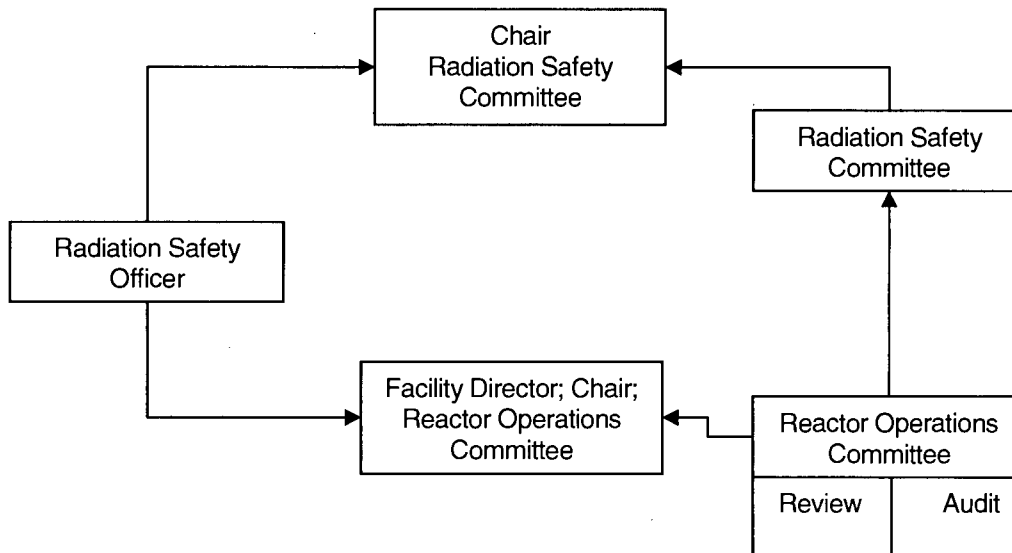 Chair
Radiation Safety
Committee
Radiation Safety
Committee
Radiation Safety
Officer
Facility Director; Chair;
Reactor Operations
Committee
Reactor Operations
Committee
Review
Audit